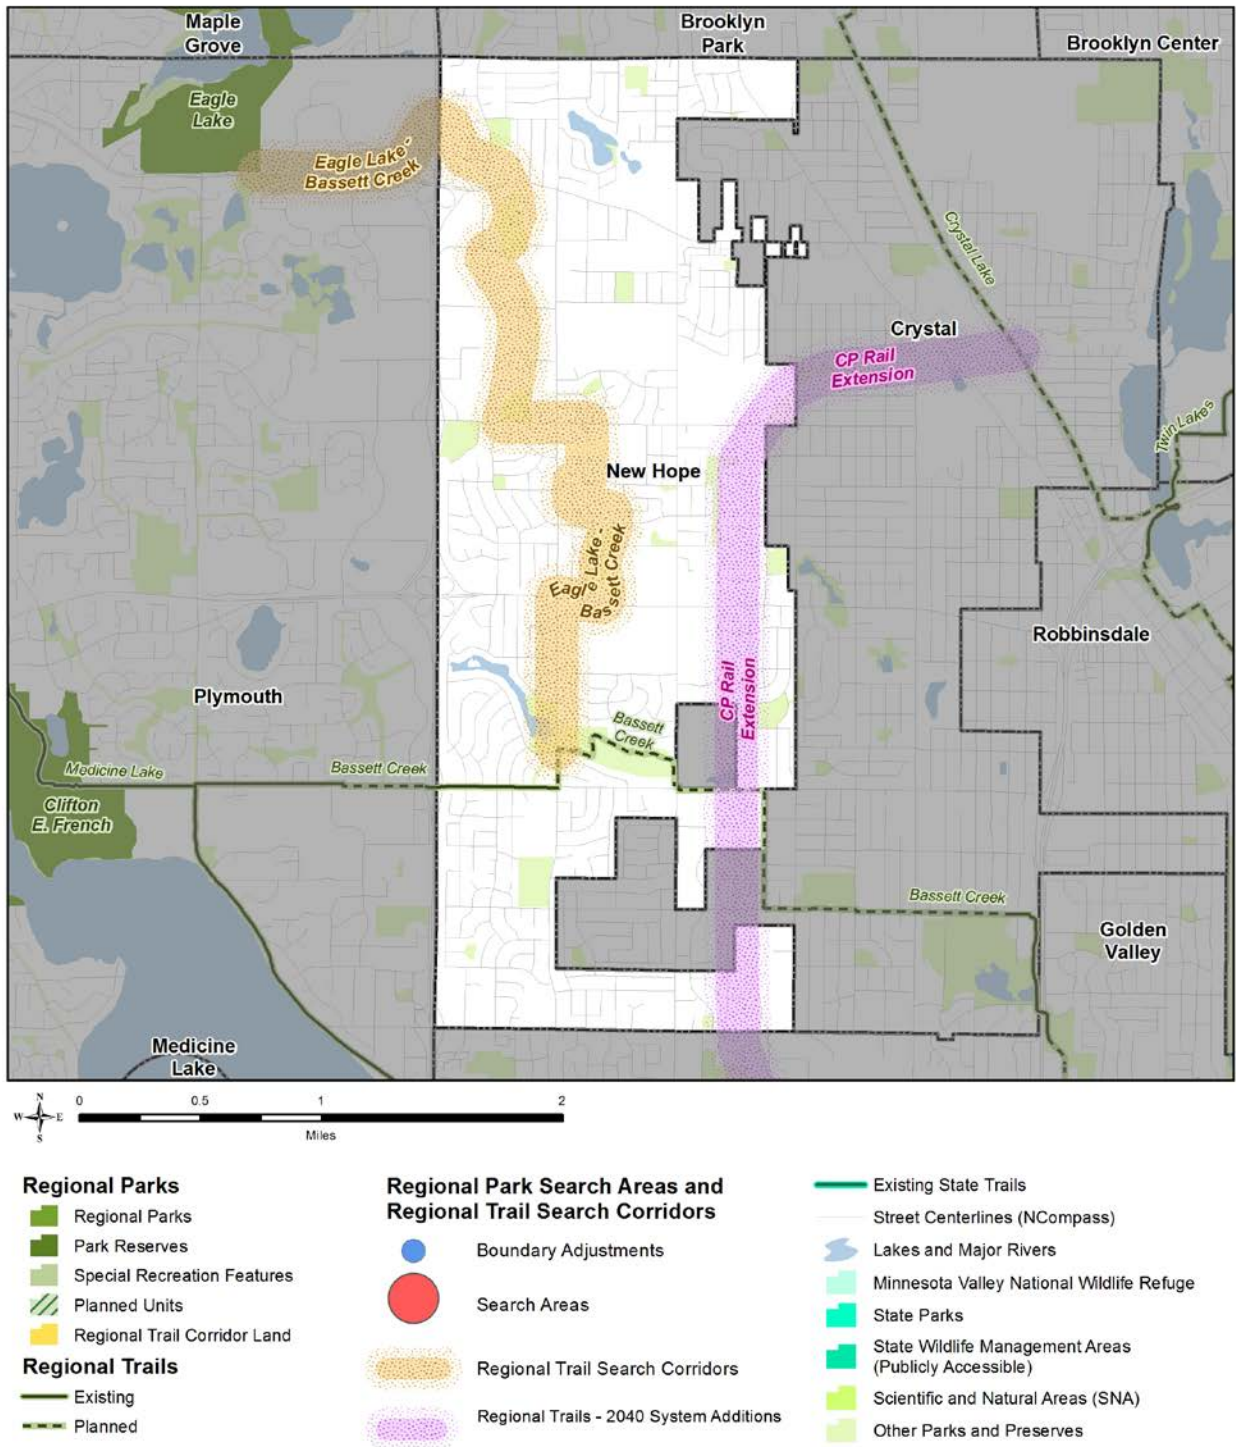 Maple
Grove
Brooklyn
Park
Brooklyn Center
Eagle
Lake
Eagle Lake -
Bassett Creek
Crystal Lake
Crystal
CP Rail
Extension
Twin Lakes
New Hope
Eagle Lake -
Bassett Creek
Robbinsdale
Plymouth
CP Rail
Extension
Bassett
Creek
Medicine Lake
Bassett Creek
Clifton
E. French
Bassett Creek
Golden
Valley
Medicine
Lake
N
W E
S
0 0.5 1 2
Miles
Regional Parks
Regional Parks
Park Reserves
Special Recreation Features
Planned Units
Regional Trail Corridor Land
Regional Trails
Existing
Planned
Regional Park Search Areas and
Regional Trail Search Corridors
Boundary Adjustments
Search Areas
Regional Trail Search Corridors
Regional Trails - 2040 System Additions
Existing State Trails
Street Centerlines (NCompass)
Lakes and Major Rivers
Minnesota Valley National Wildlife Refuge
State Parks
State Wildlife Management Areas
(Publicly Accessible)
Scientific and Natural Areas (SNA)
Other Parks and Preserves